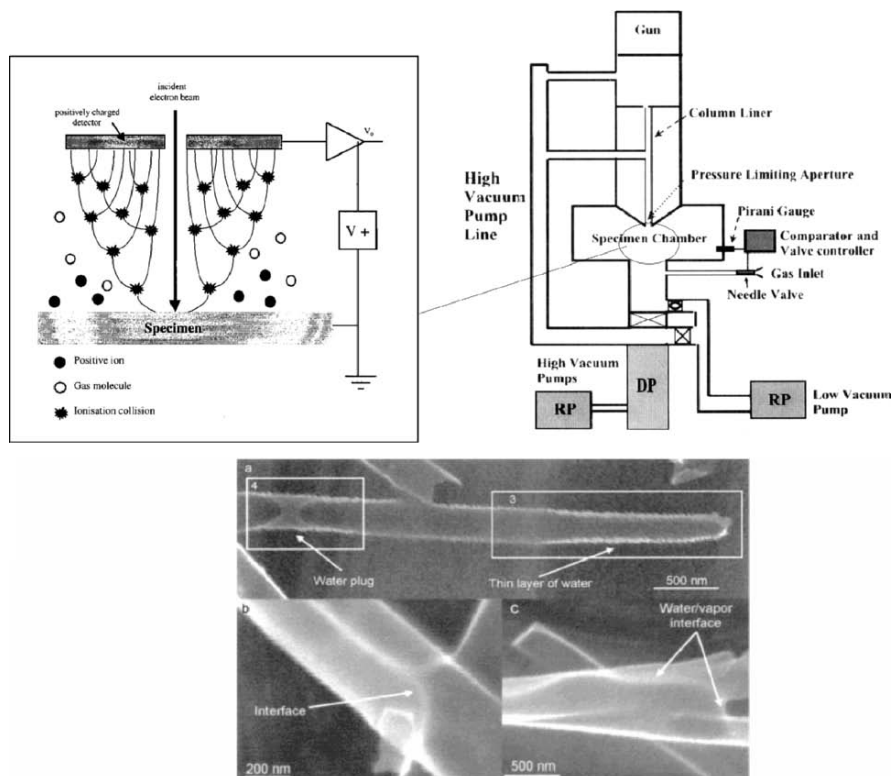 incident
electron beam
positively charged
detector
V+
Specimen
Positive ion
Gas molecule
Ionisation collision
Gun
Column Liner
Pressure Limiting Aperture
High
Vacuum
Pump
Line
Pirani Gauge
Specimen Chamber
Comparator and
Valve controller
Gas Inlet
Needle Valve
High Vacuum
Pumps
DP
RP
RP
Low Vacuum
Pump
a
4
3
Water plug
Thin layer of water
500 nm
b
Interface
200 nm
C
Water/vapor
interface
500 nm